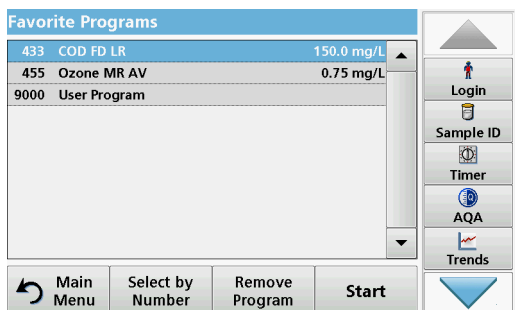 Favorite Programs
433 COD FD LR 150.0 mg/L
455 Ozone MR AV 0.75 mg/L
9000 User Program
Login
Sample ID
Timer
AQA
Trends
Main Menu
Select by Number
Remove Program
Start